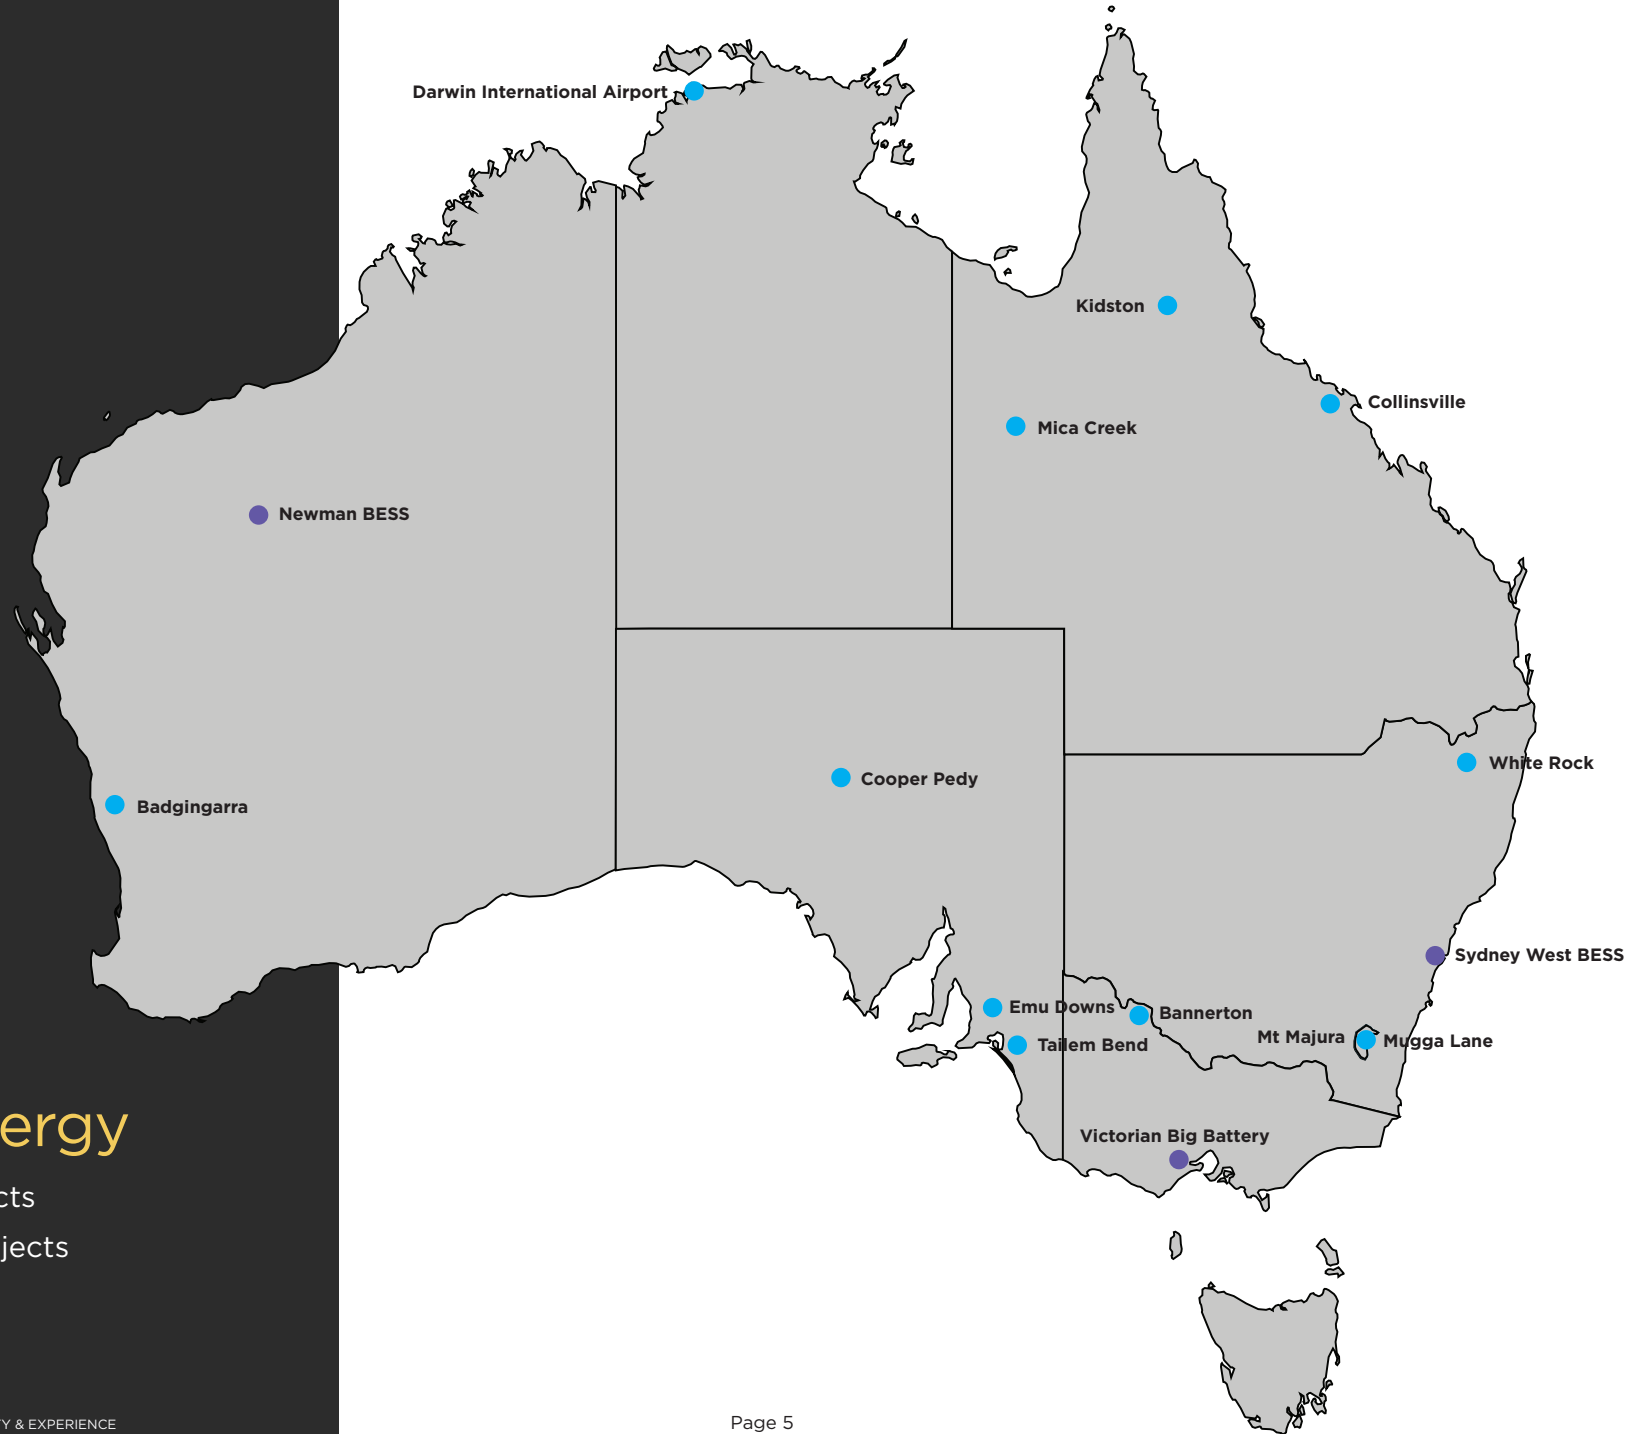 Darwin International Airport
Kidston
Collinsville
Mica Creek
Newman BESS
White Rock
Cooper Pedy
Badgingarra
Sydney West BESS
Emu Downs
Bannerton
Mt Majura
Mugga Lane
Tailem Bend
Victorian Big Battery
ergy
cts
jects
Y & EXPERIENCE
Page 5